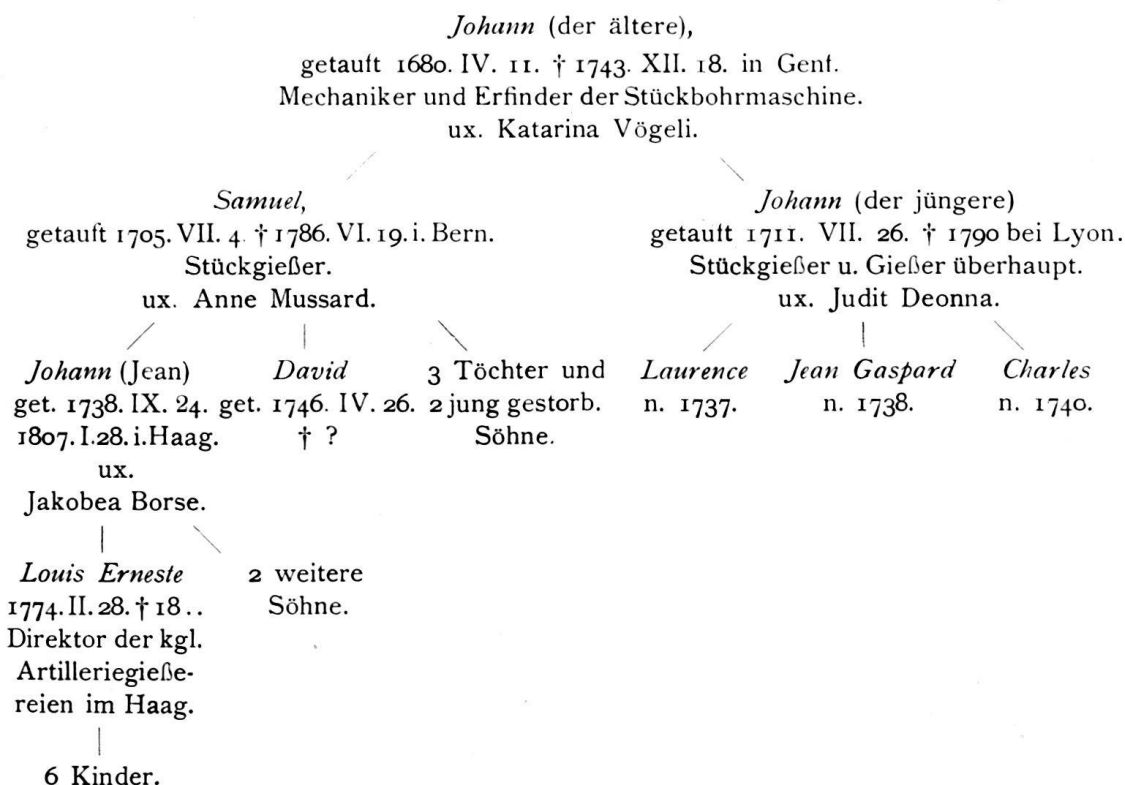 Johann (der ältere),
getauft 1680. IV. 11. † 1743. XII. 18. in Genf.
Mechaniker und Erfinder der Stückbohrmaschine.
ux. Katarina Vögeli.
Samuel,
getauft 1705. VII. 4. † 1786. VI. 19. i. Bern.
Stückgießer.
ux. Anne Mussard.
Johann (der jüngere)
getauft 1711. VII. 26. † 1790 bei Lyon.
Stückgießer u. Gießer überhaupt.
ux. Judit Deonna.
Johann (Jean)
get. 1738. IX. 24.
1807. I. 28. i. Haag.
ux.
Jakobea Borse.
David
get. 1746. IV. 26.
† ?
3 Töchter und
2 jung gestorb.
Söhne.
Laurence
n. 1737.
Jean Gaspard
n. 1738.
Charles
n. 1740.
Louis Erneste
1774. II. 28. † 18 . .
Direktor der kgl.
Artilleriegieße-
reien im Haag.
2 weitere
Söhne.
6 Kinder.